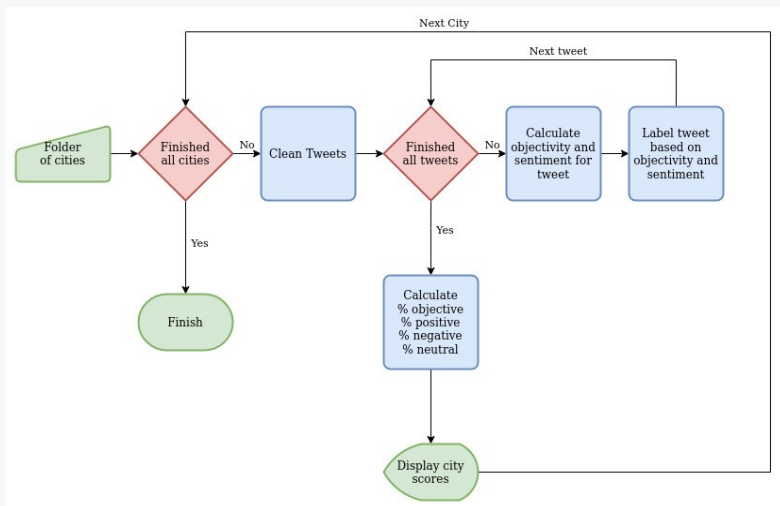 Next City
Next tweet
Folder
of cities
Finished
all cities
No
Clean Tweets
Finished
all tweets
No
Calculate
objectivity and
sentiment for
tweet
Label tweet
based on
objectivity and
sentiment
Yes
Yes
Finish
Calculate
% objective
% positive
% negative
% neutral
Display city
scores